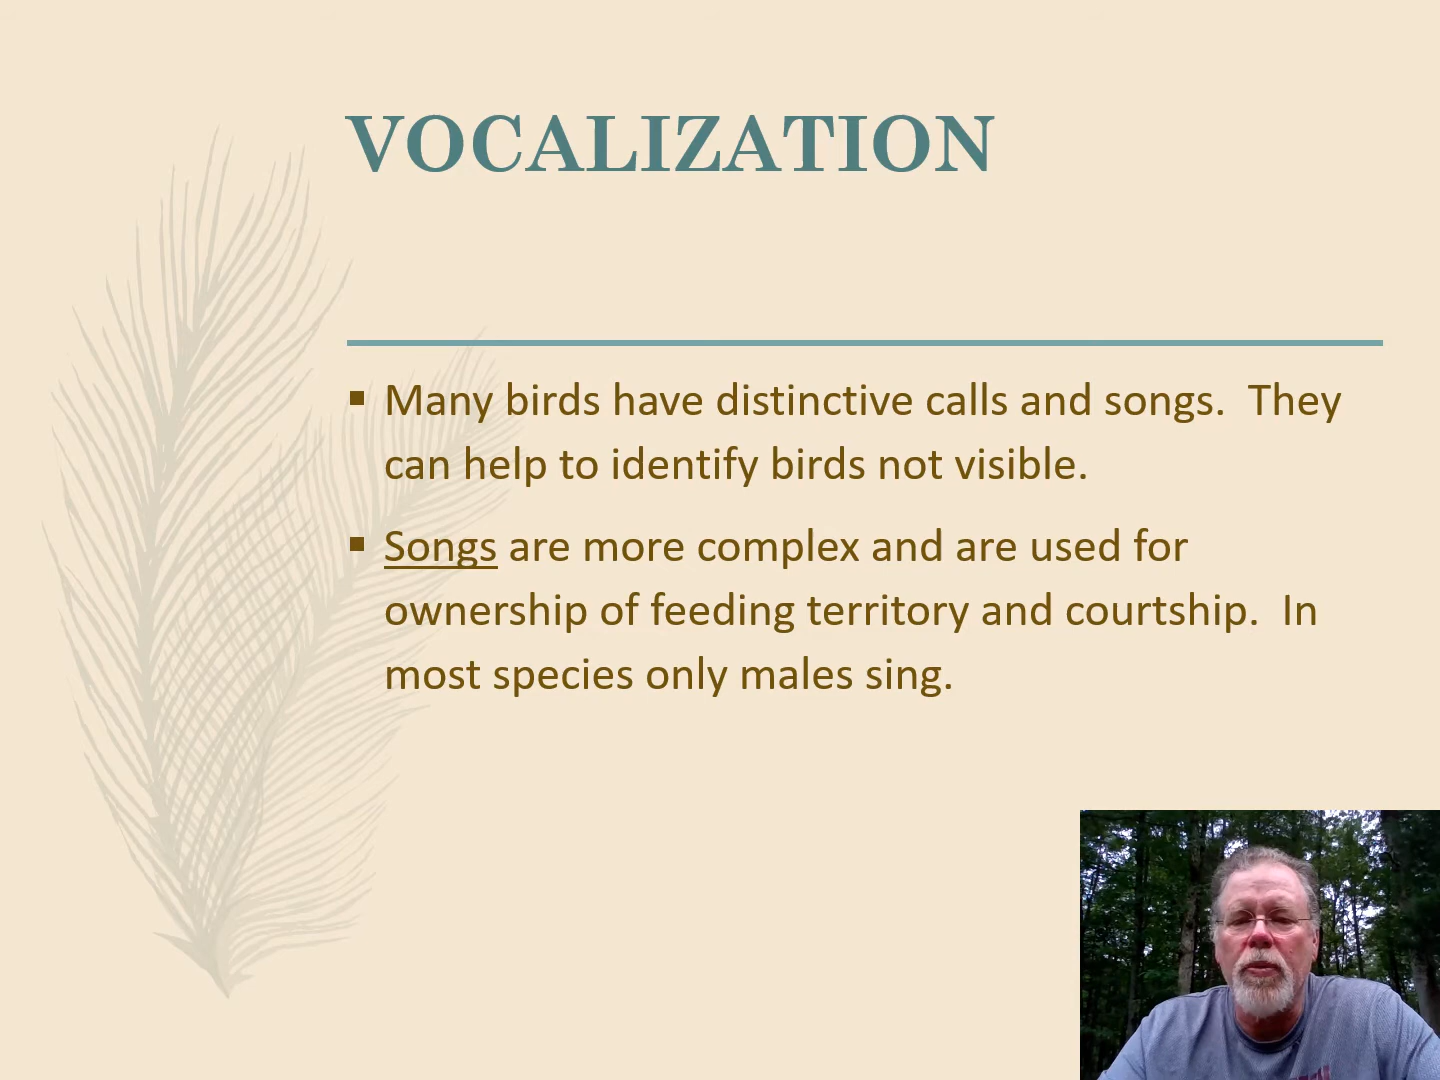 VOCALIZATION
Many birds have distinctive calls and songs.  They
can help to identify birds not visible.
Songs are more complex and are used for
ownership of feeding territory and courtship.  In
most species only males sing.